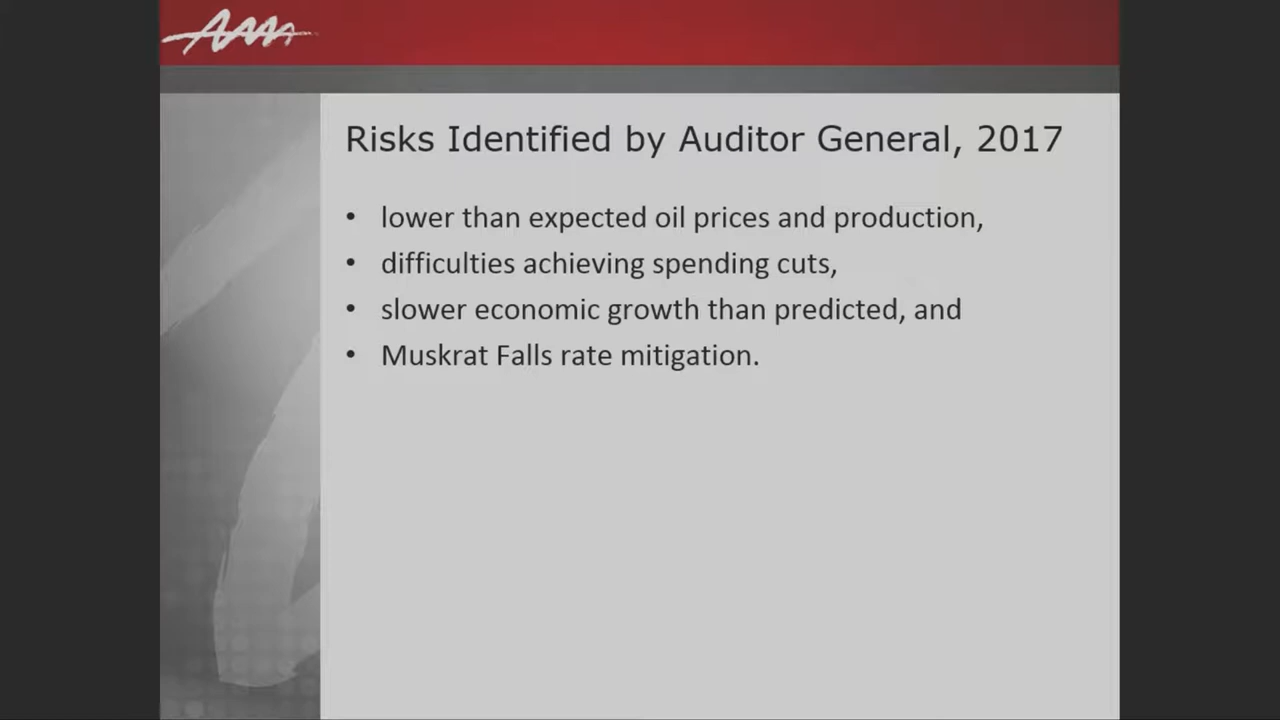 Risks Identified by Auditor General, 2017
• lower than expected oil prices and production,
• difficulties achieving spending cuts,
• slower economic growth than predicted, and
• Muskrat Falls rate mitigation.